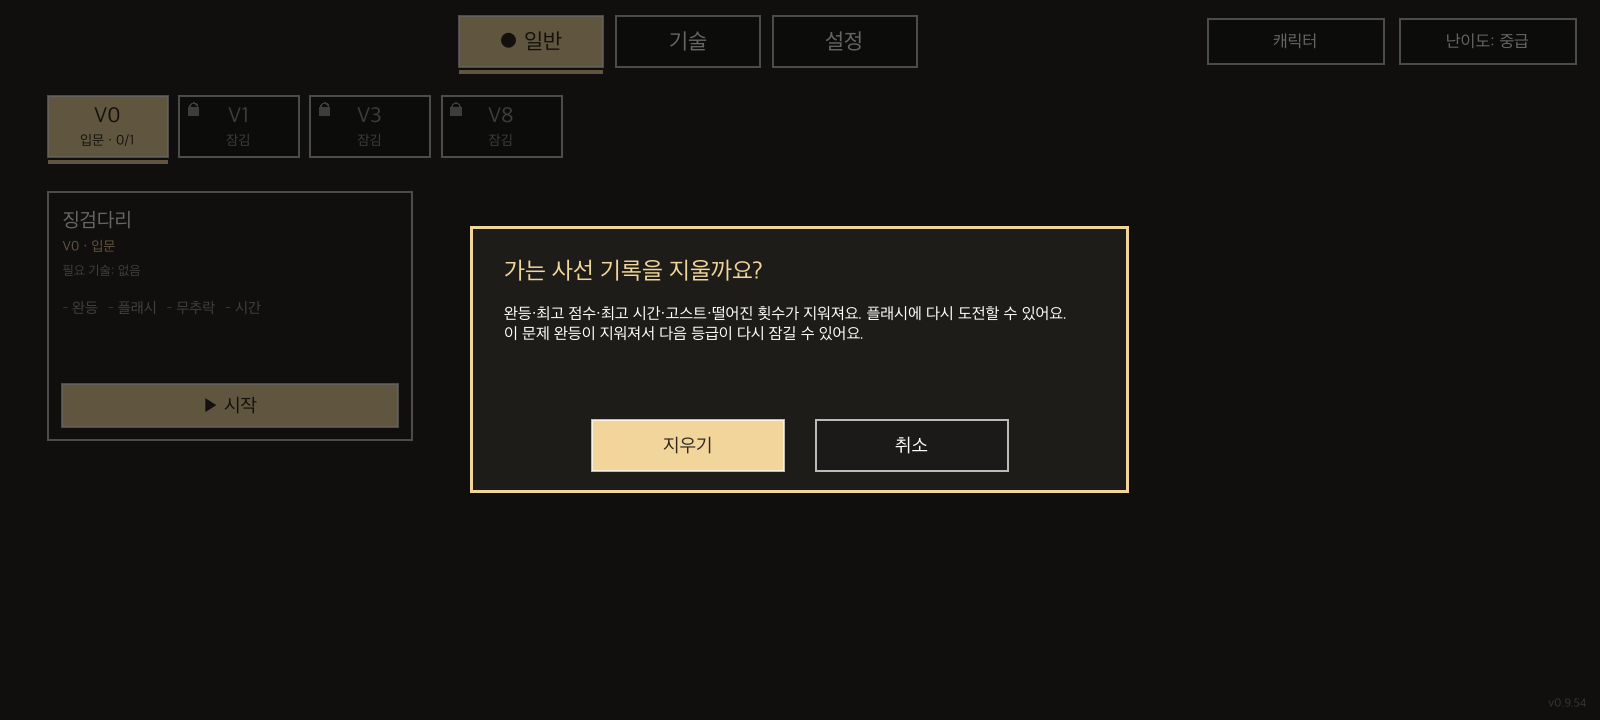 ● 일반
기술
설정
캐릭터
난이도: 중급
V0
입문 · 0/1
V1
잠김
V3
잠김
V8
잠김
징검다리
V0 · 입문
필요 기술: 없음
- 완등 - 플래시 - 무추락 - 시간
▶ 시작
가는 사선 기록을 지울까요?
완등·최고 점수·최고 시간·고스트·떨어진 횟수가 지워져요. 플래시에 다시 도전할 수 있어요.
이 문제 완등이 지워져서 다음 등급이 다시 잠길 수 있어요.
지우기
취소
v0.9.54